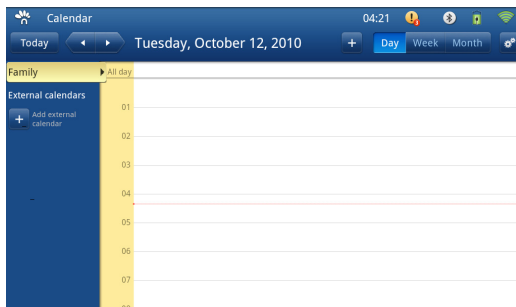 Calendar 04:21
Today Tuesday, October 12, 2010 + Day Week Month
Family All day
External calendars
+ Add external
calendar
01
02
03
04
05
06
07